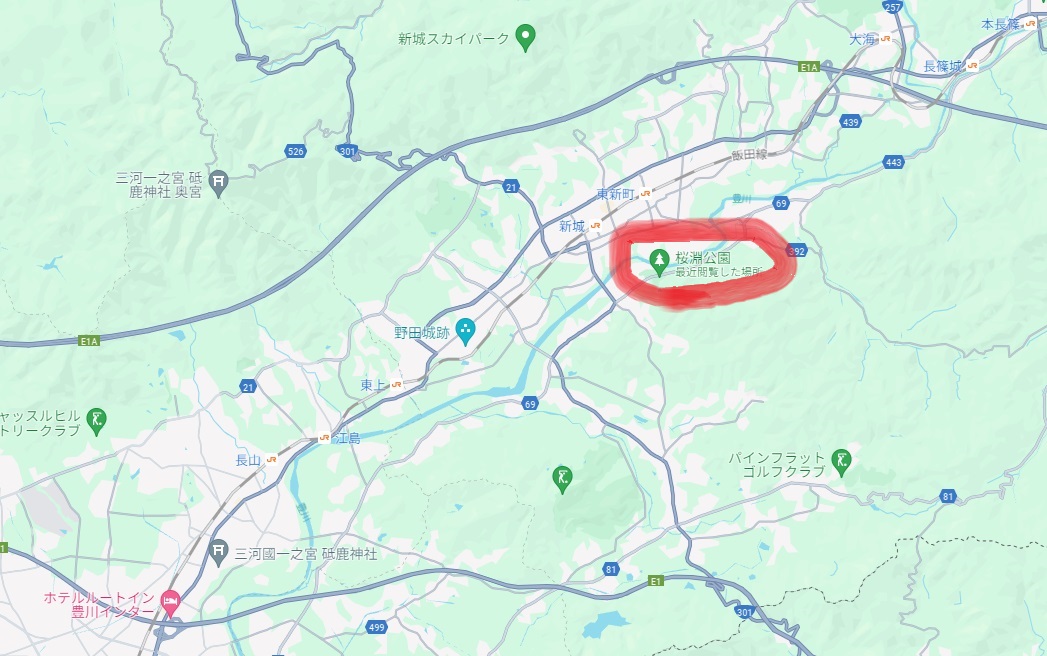 257
本長篠
新城スカイパーク
大海
長篠城
E1A
439
526
301
飯田線
443
三河一之宮 砥
鹿神社 奥宮
21
東新町
豊川
69
新城
392
桜淵公園
最近閲覧した場所
野田城跡
E1A
東上
21
69
ャッスルヒル
トリークラブ
江島
長山
パインフラット
ゴルフクラブ
81
豊川
三河國一之宮 砥鹿神社
1
81
E1
ホテルルートイン
豊川インター
301
499